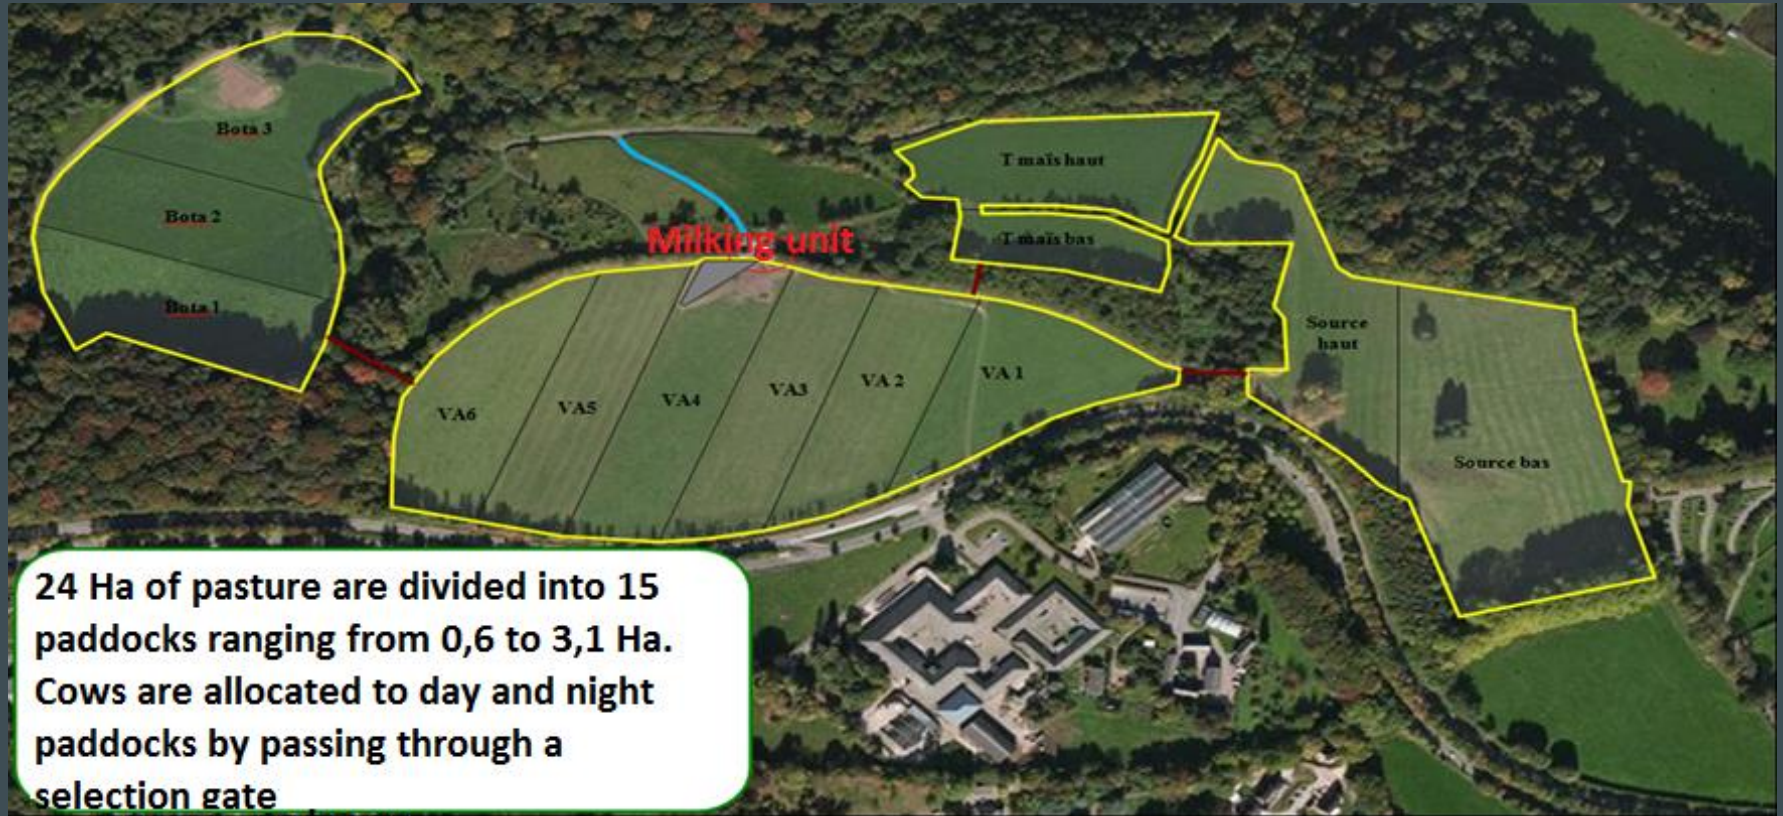 Bota 3
T maïs haut
Bota 2
T maïs bas
Milking unit
Bota 1
Source
haut
VA6
VA5
VA4
VA3
VA 2
VA 1
Source bas
24 Ha of pasture are divided into 15
paddocks ranging from 0,6 to 3,1 Ha.
Cows are allocated to day and night
paddocks by passing through a
selection gate